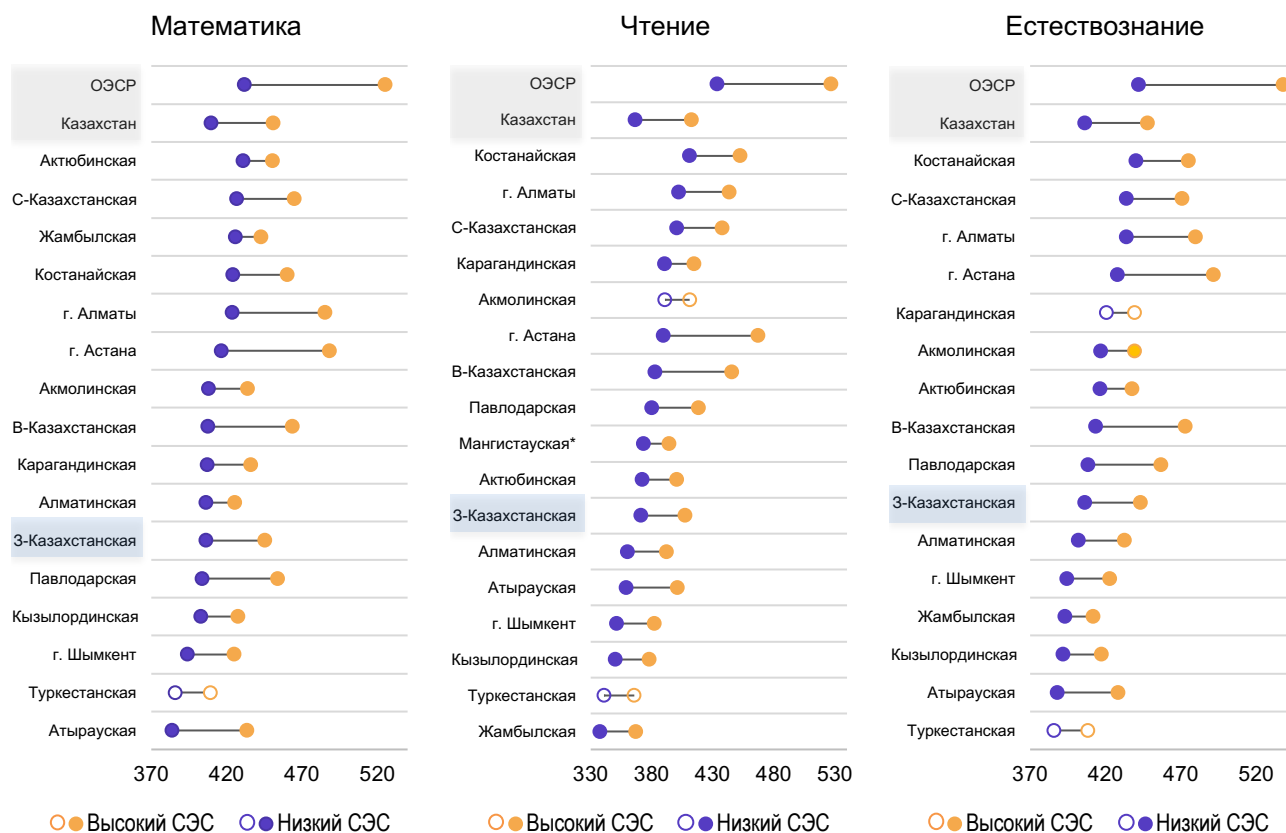 Математика
ОЭСР
Казахстан
Актюбинская
С-Казахстанская
Жамбылская
Костанайская
г. Алматы
г. Астана
Акмолинская
В-Казахстанская
Карагандинская
Алматинская
З-Казахстанская
Павлодарская
Кызылординская
г. Шымкент
Туркестанская
Атырауская
370 420 470 520
Высокий СЭС Низкий СЭС
Чтение
ОЭСР
Казахстан
Костанайская
г. Алматы
С-Казахстанская
Карагандинская
Акмолинская
г. Астана
В-Казахстанская
Павлодарская
Мангистауская*
Актюбинская
З-Казахстанская
Алматинская
Атырауская
г. Шымкент
Кызылординская
Туркестанская
Жамбылская
330 380 430 480 530
Высокий СЭС Низкий СЭС
Естествознание
ОЭСР
Казахстан
Костанайская
С-Казахстанская
г. Алматы
г. Астана
Карагандинская
Акмолинская
Актюбинская
В-Казахстанская
Павлодарская
З-Казахстанская
Алматинская
г. Шымкент
Жамбылская
Кызылординская
Атырауская
Туркестанская
370 420 470 520
Высокий СЭС Низкий СЭС